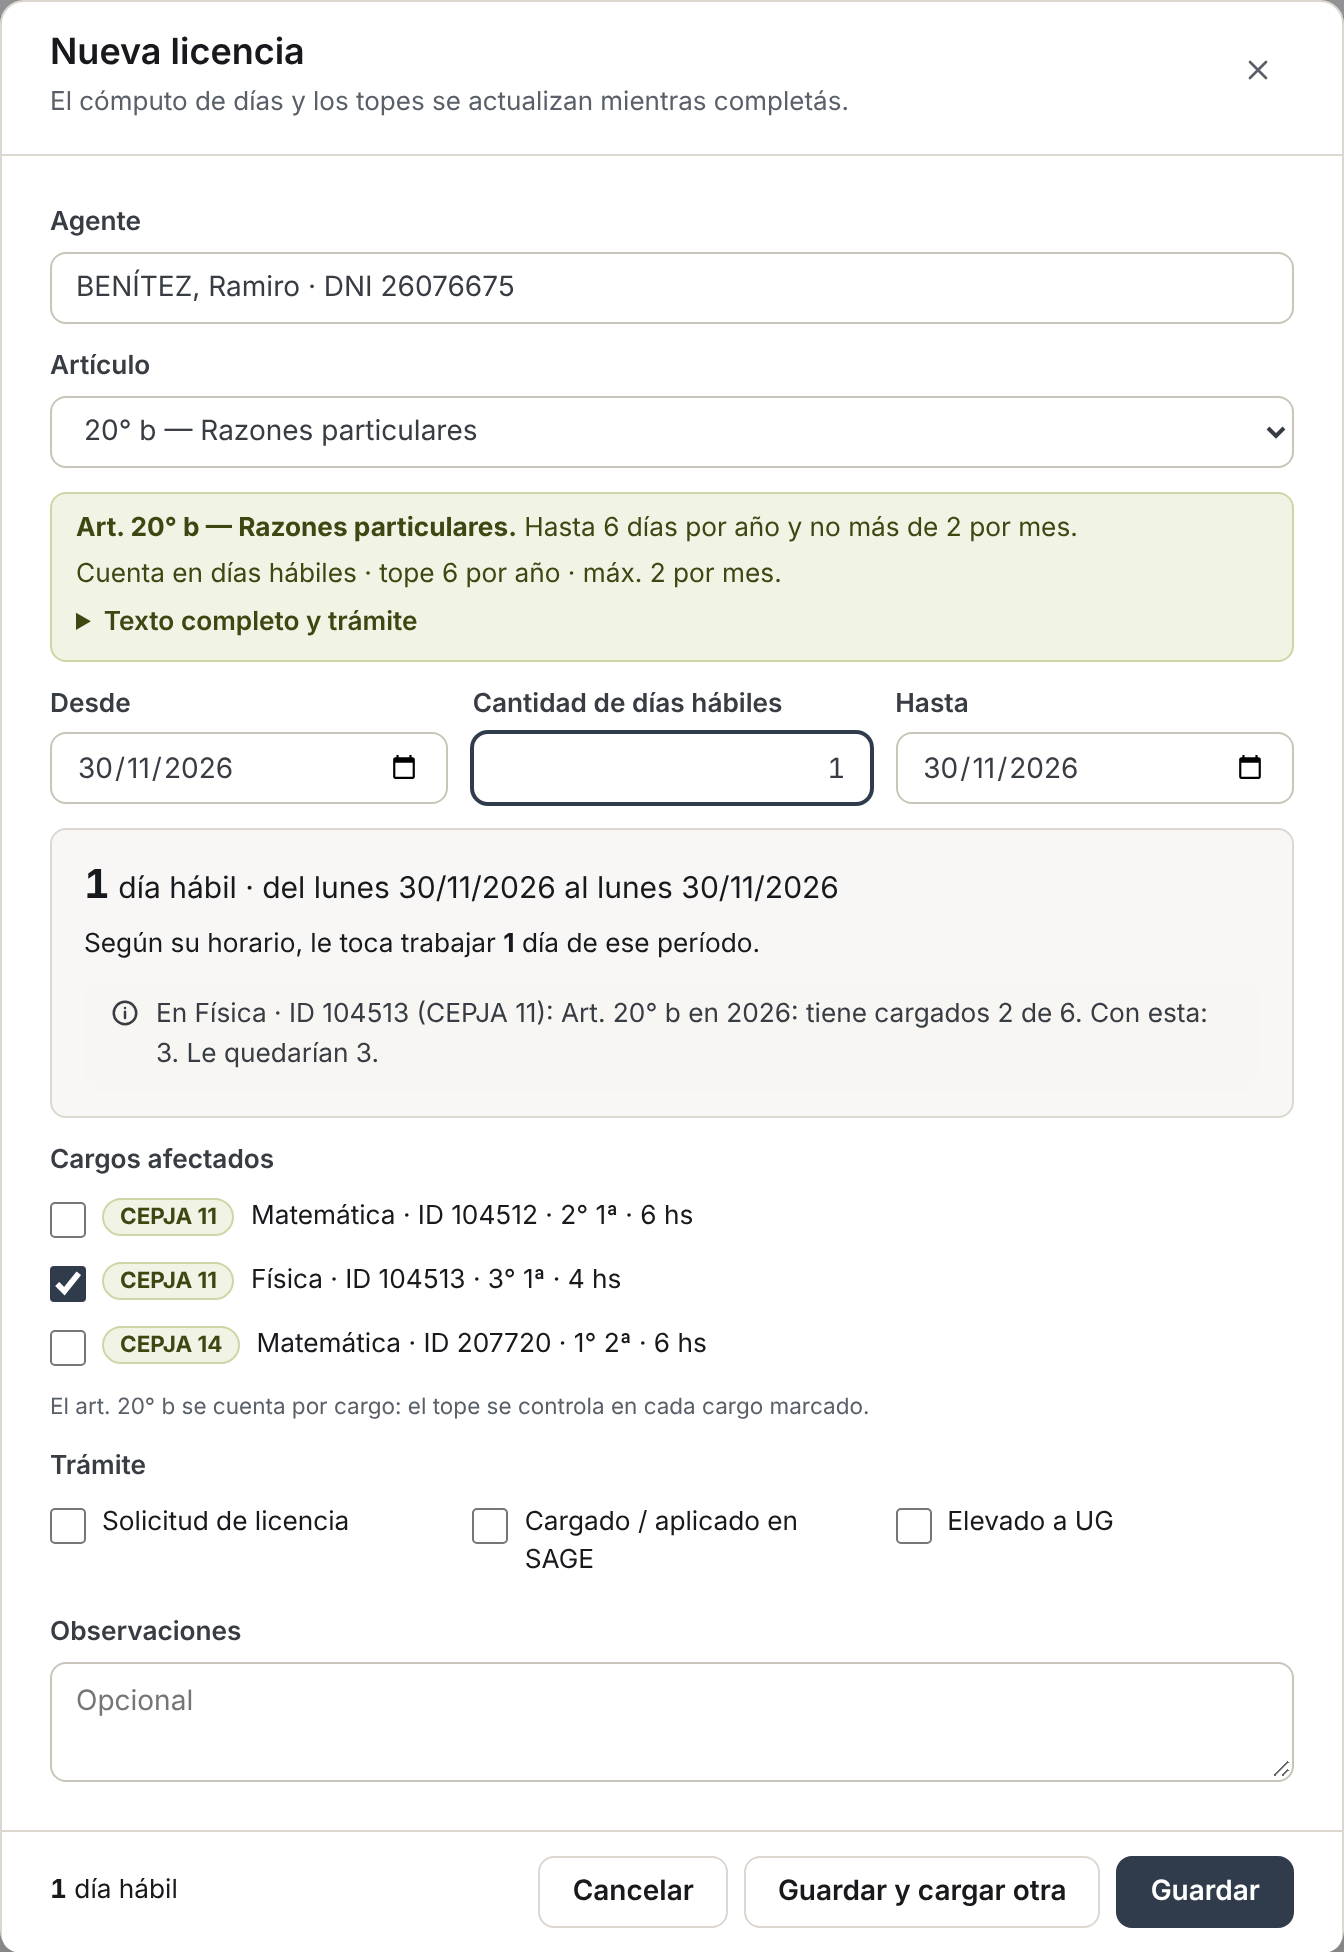 Nueva licencia
El cómputo de días y los topes se actualizan mientras completás.
Agente
BENÍTEZ, Ramiro · DNI 26076675
Artículo
20° b — Razones particulares
Art. 20° b — Razones particulares. Hasta 6 días por año y no más de 2 por mes.
Cuenta en días hábiles · tope 6 por año · máx. 2 por mes.
Texto completo y trámite
Desde
Cantidad de días hábiles
Hasta
30/11/2026
1
30/11/2026
1 día hábil · del lunes 30/11/2026 al lunes 30/11/2026
Según su horario, le toca trabajar 1 día de ese período.
En Física · ID 104513 (CEPJA 11): Art. 20° b en 2026: tiene cargados 2 de 6. Con esta:
3. Le quedarían 3.
Cargos afectados
CEPJA 11 Matemática · ID 104512 · 2° 1ª · 6 hs
CEPJA 11 Física · ID 104513 · 3° 1ª · 4 hs
CEPJA 14 Matemática · ID 207720 · 1° 2ª · 6 hs
El art. 20° b se cuenta por cargo: el tope se controla en cada cargo marcado.
Trámite
Solicitud de licencia
Cargado / aplicado en
SAGE
Elevado a UG
Observaciones
Opcional
1 día hábil
Cancelar
Guardar y cargar otra
Guardar